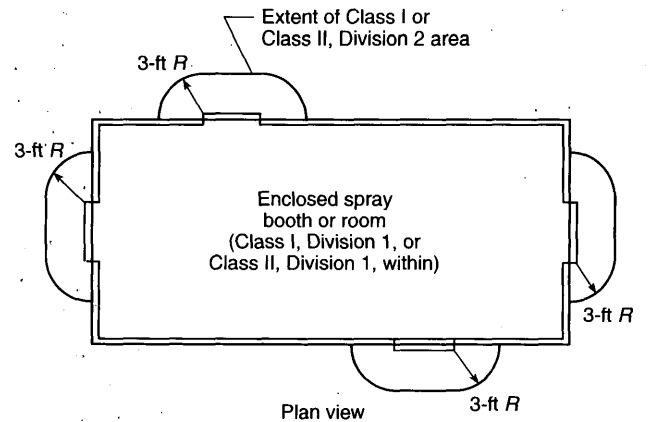 Extent of Class I or
Class II, Division 2 area
3-ft R
3-ft R
Enclosed spray
booth or room
(Class I, Division 1, or
Class II, Division 1, within)
3-ft R
3-ft R
Plan view